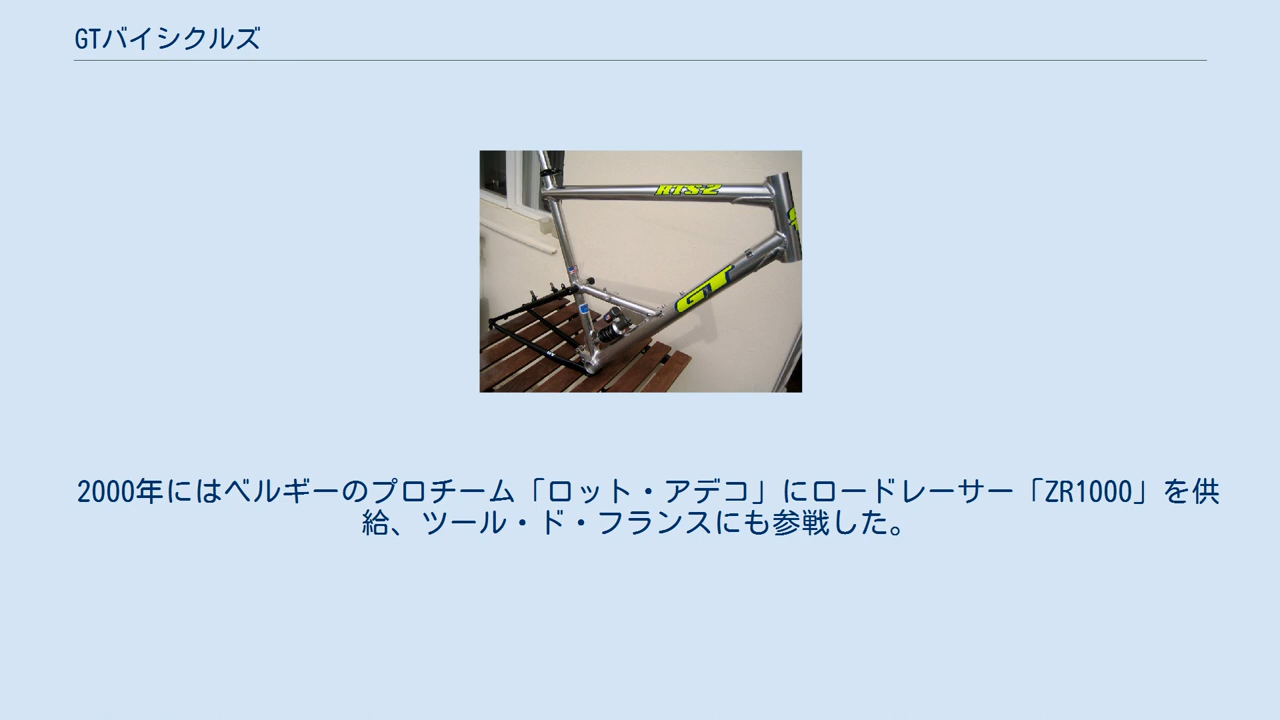 GTバイシクルズ
RTS-2
GT
2000年にはベルギーのプロチーム「ロット・アデコ」にロードレーサー「ZR1000」を供
給、ツール・ド・フランスにも参戦した。